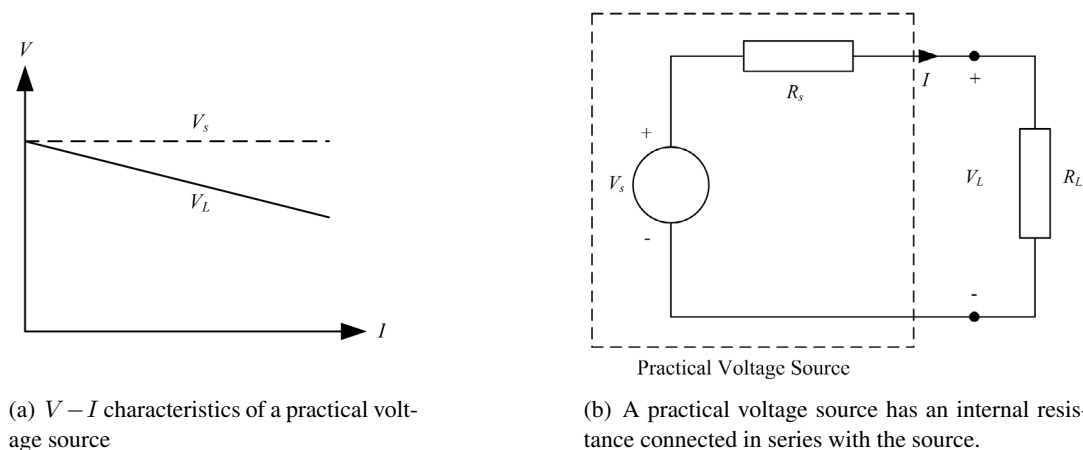 V
V_s
V_L
I
R_s
I
+
+
V_s
V_L
R_L
-
-
Practical Voltage Source
(a) V − I characteristics of a practical volt-
age source
(b) A practical voltage source has an internal resis-
tance connected in series with the source.